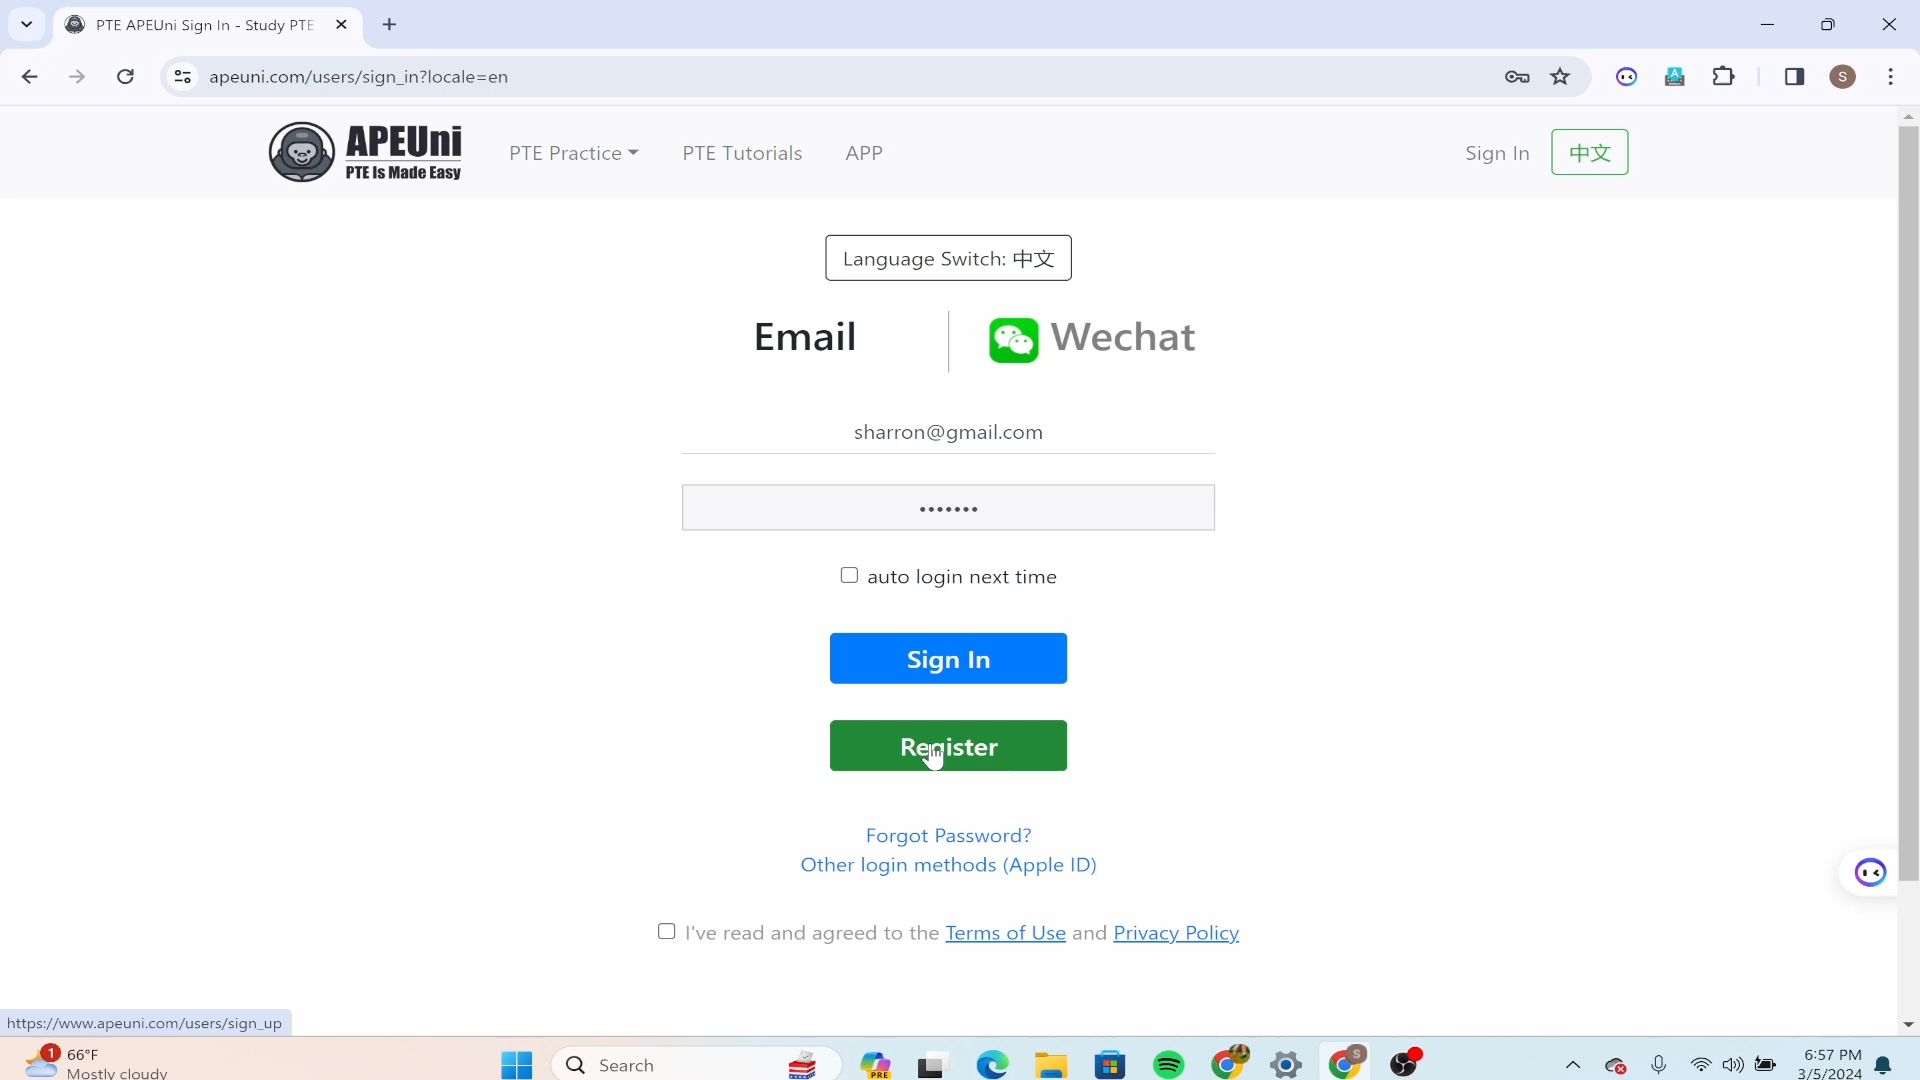 PTE APEUni Sign In - Study PTE
apeuni.com/users/sign_in?locale=en
S
APEUni
PTE Is Made Easy
PTE Practice
PTE Tutorials
APP
Sign In
中文
Language Switch: 中文
Email
Wechat
sharron@gmail.com
•••••••
auto login next time
Sign In
Register
Forgot Password?
Other login methods (Apple ID)
I've read and agreed to the Terms of Use and Privacy Policy
https://www.apeuni.com/users/sign_up
1
66°F
Mostly cloudy
Search
PRE
S
6:57 PM
3/5/2024